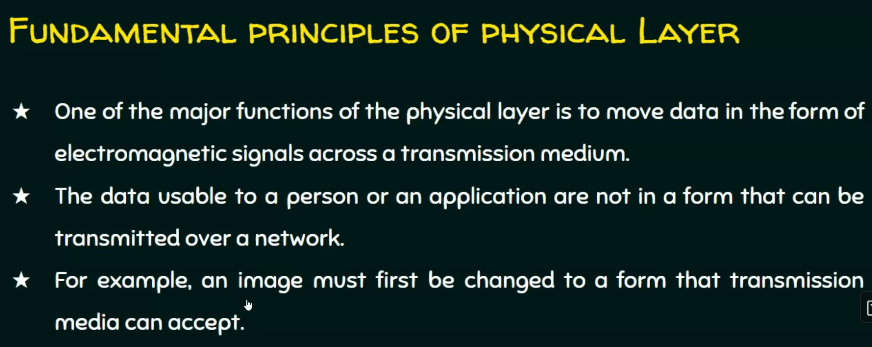 Fundamental principles of physical Layer
★ One of the major functions of the physical layer is to move data in the form of
electromagnetic signals across a transmission medium.
★ The data usable to a person or an application are not in a form that can be
transmitted over a network.
★ For example, an image must first be changed to a form that transmission
media can accept.